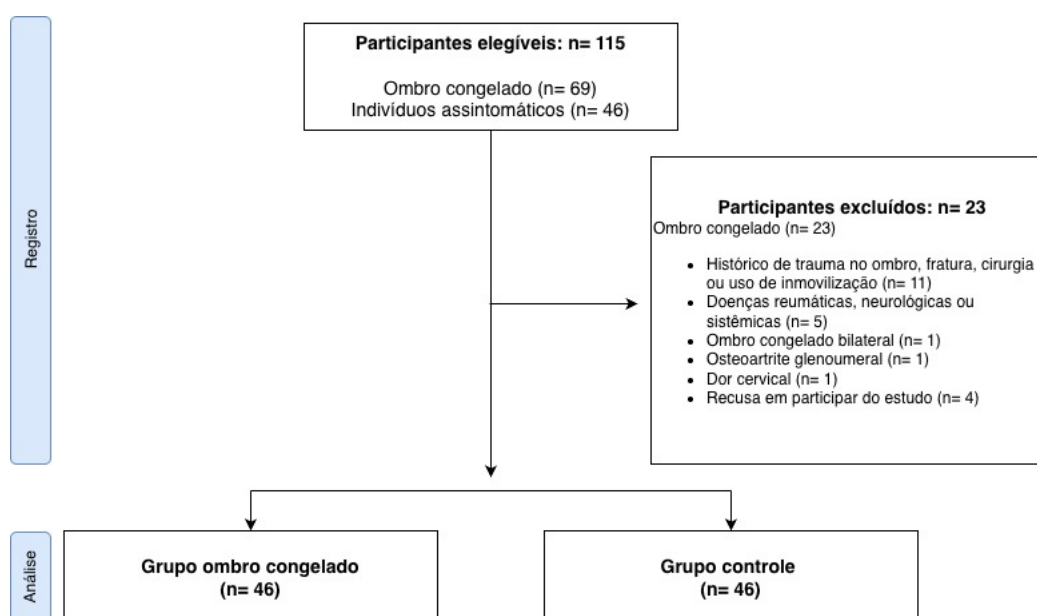 Registro
Participantes elegíveis: n= 115
Ombro congelado (n= 69)
Indivíduos assintomáticos (n= 46)
Participantes excluídos: n= 23
Ombro congelado (n= 23)
• Histórico de trauma no ombro, fratura, cirurgia
ou uso de inmovilização (n= 11)
• Doenças reumáticas, neurológicas ou
sistêmicas (n= 5)
• Ombro congelado bilateral (n= 1)
• Osteoartrite glenoumeral (n= 1)
• Dor cervical (n= 1)
• Recusa em participar do estudo (n= 4)
Análise
Grupo ombro congelado
(n= 46)
Grupo controle
(n= 46)